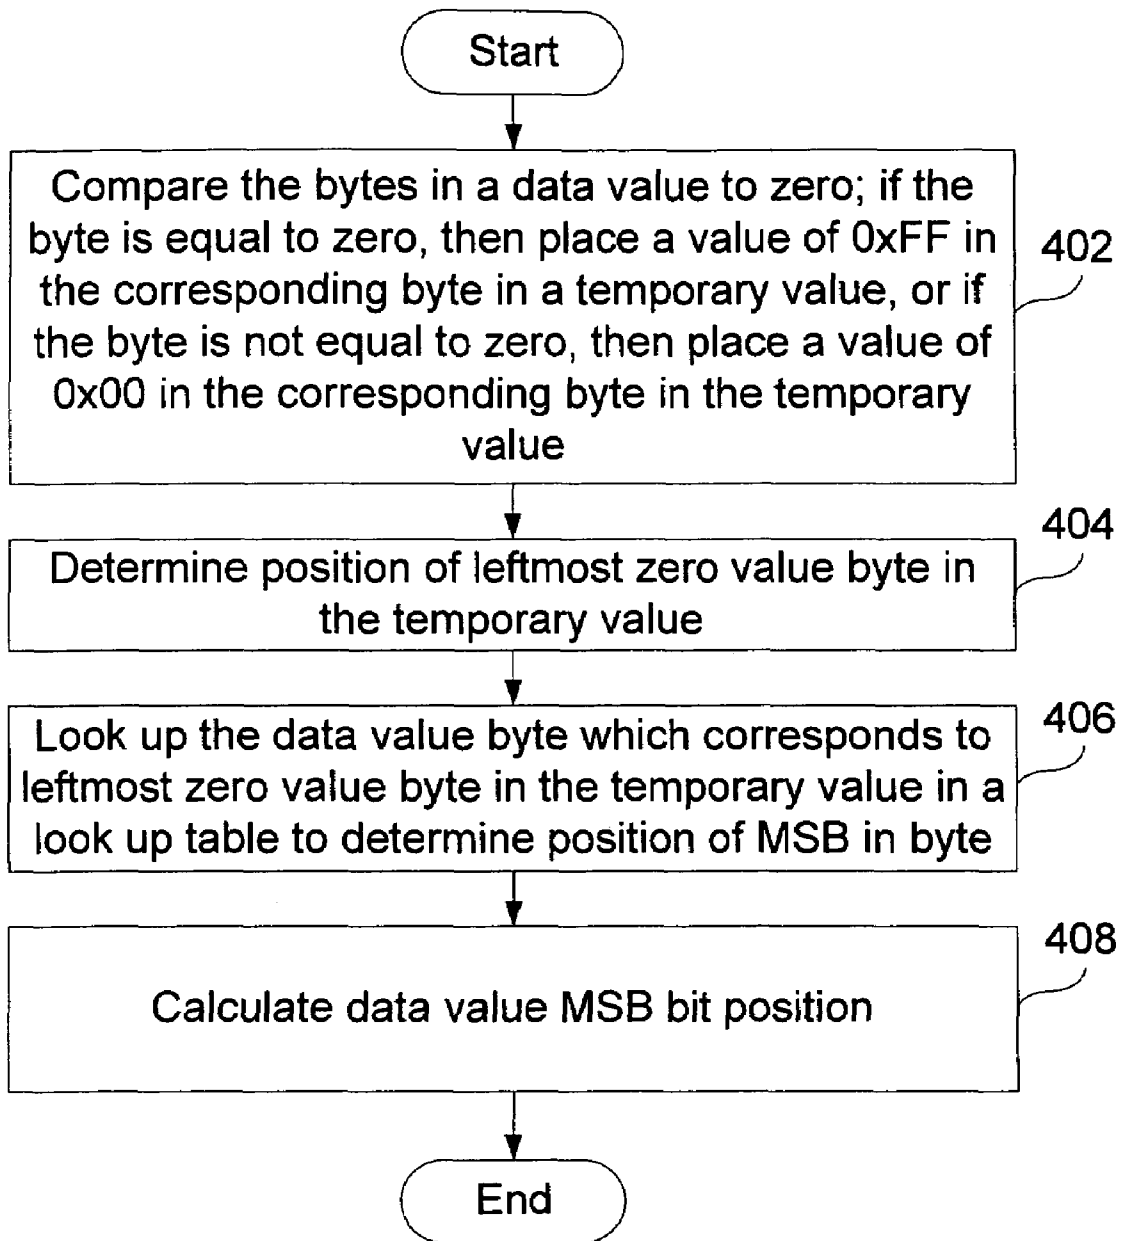 Start
Compare the bytes in a data value to zero; if the
byte is equal to zero, then place a value of 0xFF in
the corresponding byte in a temporary value, or if
the byte is not equal to zero, then place a value of
0x00 in the corresponding byte in the temporary
value
402
Determine position of leftmost zero value byte in
the temporary value
404
Look up the data value byte which corresponds to
leftmost zero value byte in the temporary value in a
look up table to determine position of MSB in byte
406
Calculate data value MSB bit position
408
End